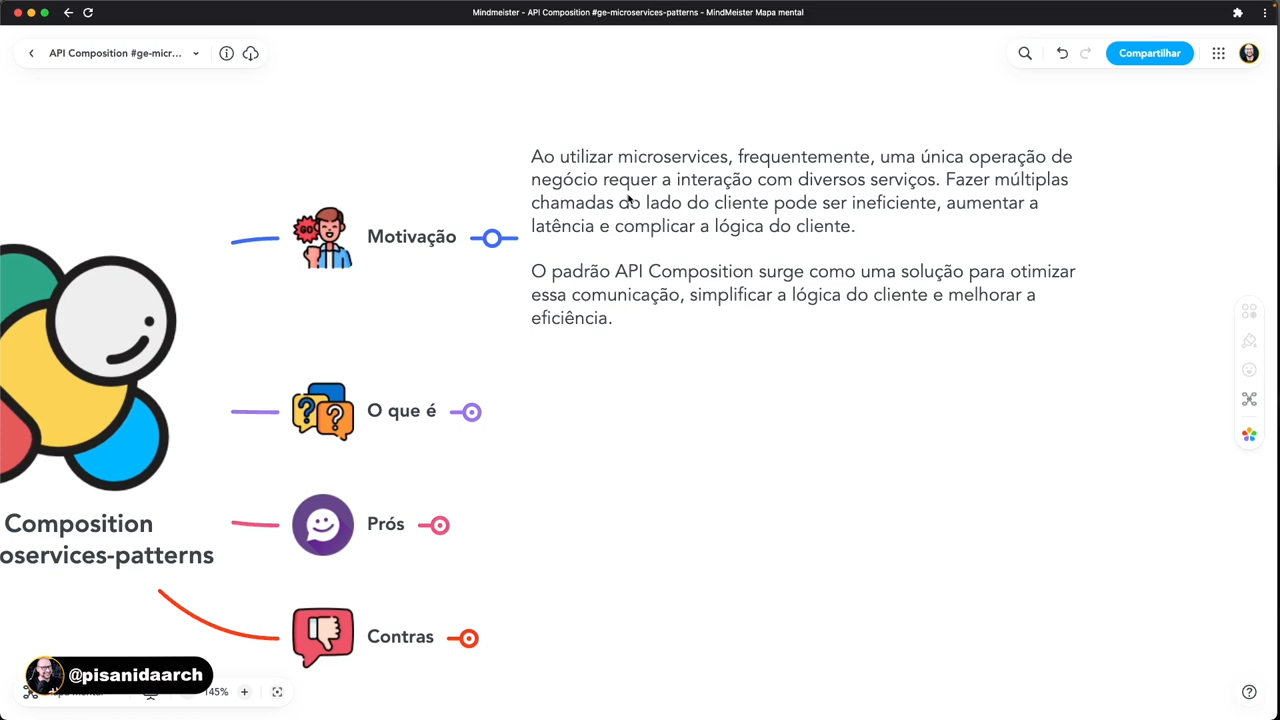 Mindmeister - API Composition #ge-microservices-patterns - MindMeister Mapa mental
API Composition #ge-micr...
Compartilhar
Ao utilizar microservices, frequentemente, uma única operação de
negócio requer a interação com diversos serviços. Fazer múltiplas
chamadas do lado do cliente pode ser ineficiente, aumentar a
latência e complicar a lógica do cliente.
O padrão API Composition surge como uma solução para otimizar
essa comunicação, simplificar a lógica do cliente e melhorar a
eficiência.
GO
Motivação
O que é
Prós
Contras
Composition
oservices-patterns
@pisanidaarch
145%